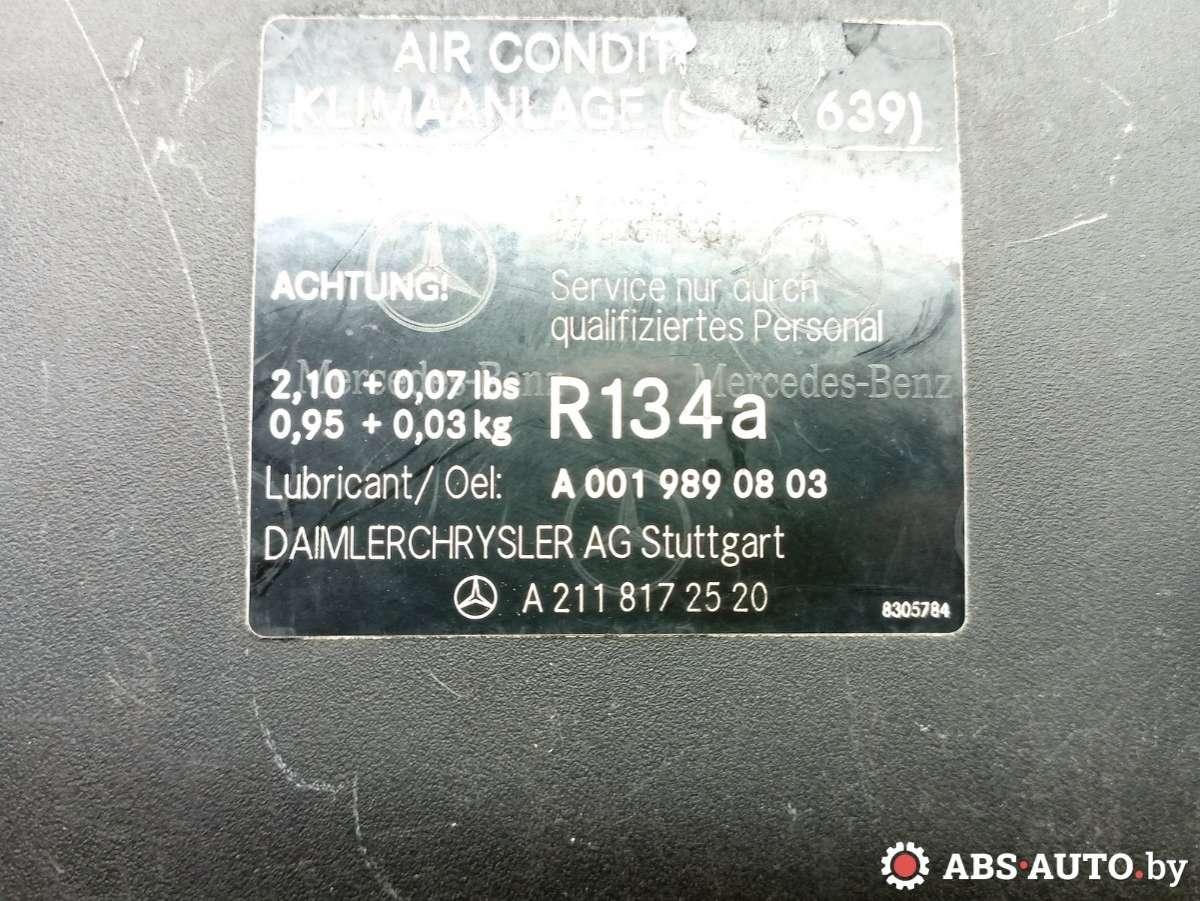 AIR CONDIT
KLIMAANLAGE (S 639)
by qualified
ACHTUNG!
Service nur durch
qualifiziertes Personal
Mercedes-Benz Mercedes-Benz
2,10 + 0,07 lbs
0,95 + 0,03 kg
R134a
Lubricant/ Oel: A 001 989 08 03
DAIMLERCHRYSLER AG Stuttgart
A 211 817 25 20
8305784
ABS-AUTO.by